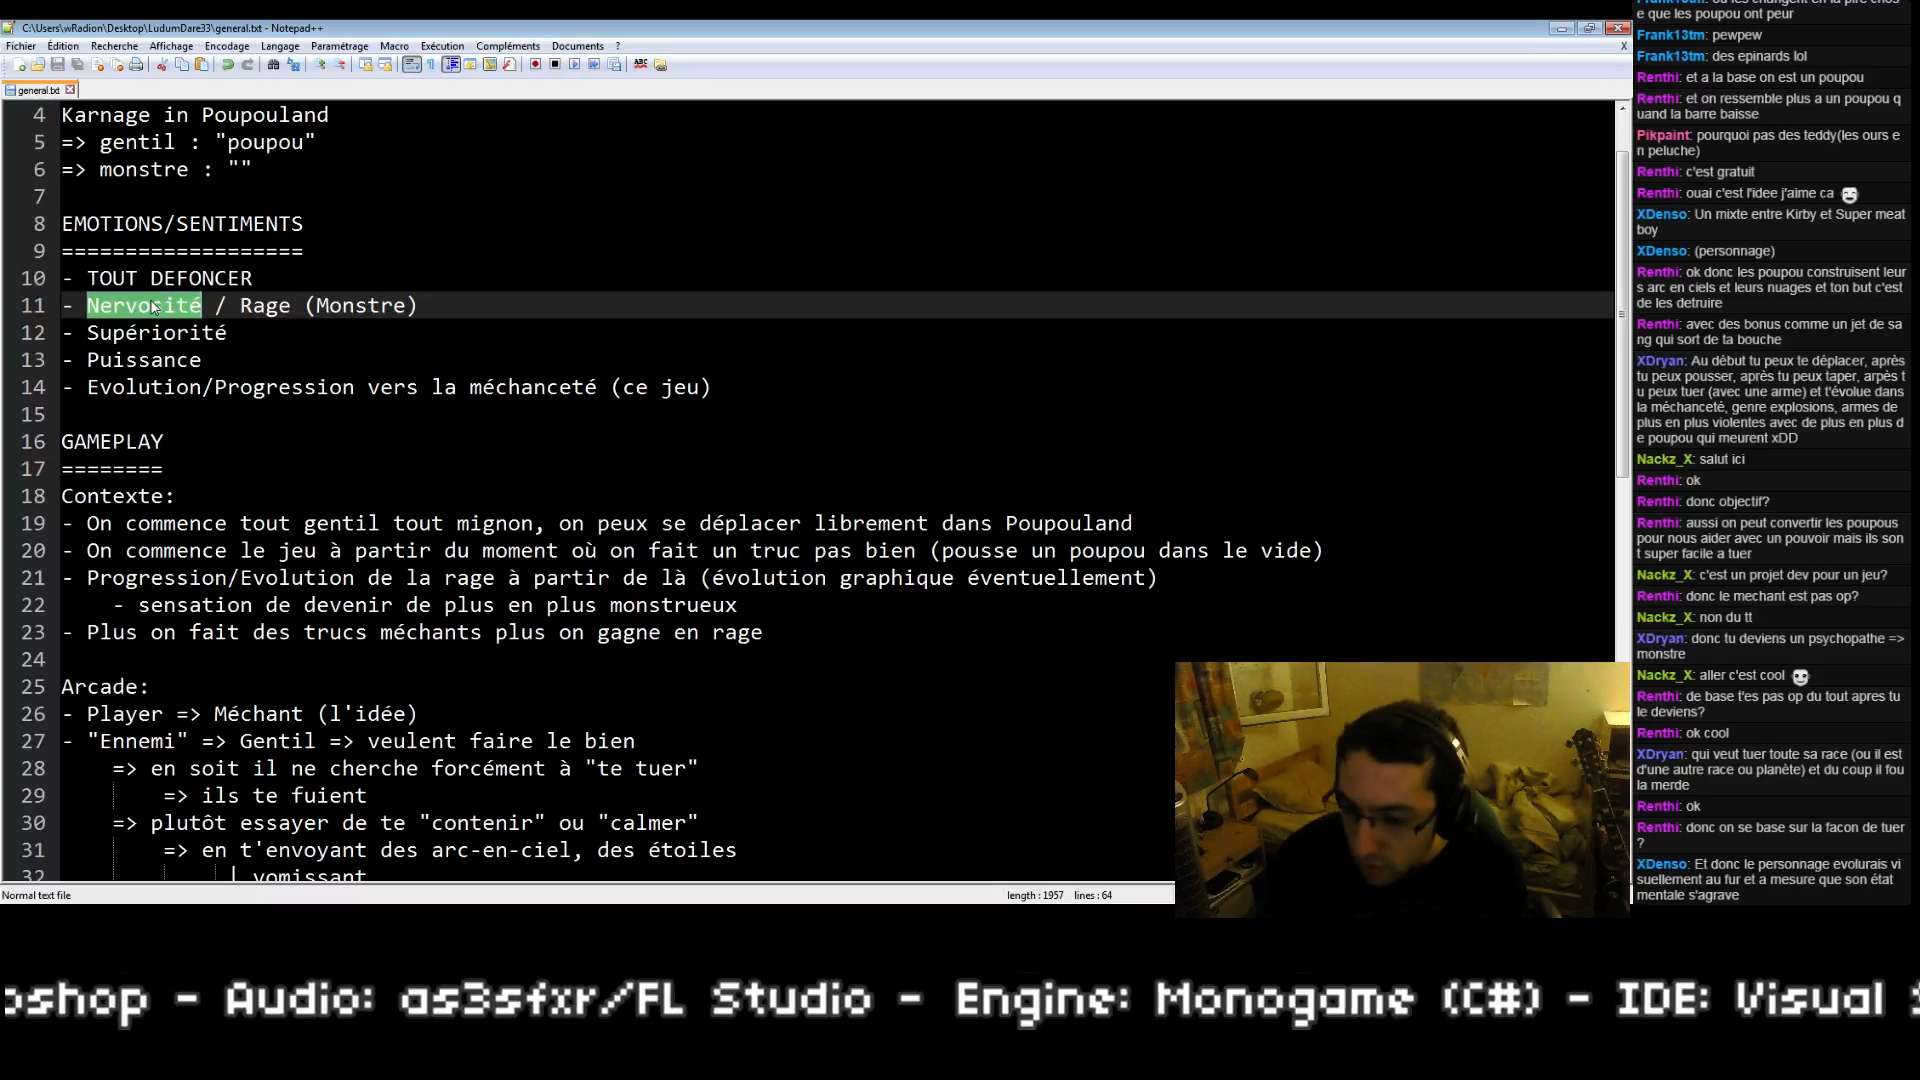 C:\Users\wRadion\Desktop\LudumDare33\general.txt - Notepad++
Fichier Édition Recherche Affichage Encodage Langage Paramétrage Macro Exécution Compléments Documents ? X
general.txt
4 Karnage in Poupouland
5 => gentil : "poupou"
6 => monstre : ""
7
8 EMOTIONS/SENTIMENTS
9 ===================
10 - TOUT DEFONCER
11 - Nervosité / Rage (Monstre)
12 - Supériorité
13 - Puissance
14 - Evolution/Progression vers la méchanceté (ce jeu)
15
16 GAMEPLAY
17 ========
18 Contexte:
19 - On commence tout gentil tout mignon, on peux se déplacer librement dans Poupouland
20 - On commence le jeu à partir du moment où on fait un truc pas bien (pousse un poupou dans le vide)
21 - Progression/Evolution de la rage à partir de là (évolution graphique éventuellement)
22 - sensation de devenir de plus en plus monstrueux
23 - Plus on fait des trucs méchants plus on gagne en rage
24
25 Arcade:
26 - Player => Méchant (l'idée)
27 - "Ennemi" => Gentil => veulent faire le bien
28 => en soit il ne cherche forcément à "te tuer"
29 => ils te fuient
30 => plutôt essayer de te "contenir" ou "calmer"
31 => en t'envoyant des arc-en-ciel, des étoiles
32 | vomissant
Normal text file length : 1957 lines : 64
e que les poupou ont peur
Frank13tm: pewpew
Frank13tm: des epinards lol
Renthi: et a la base on est un poupou
Renthi: et on ressemble plus a un poupou q
uand la barre baisse
Pikpaint: pourquoi pas des teddy(les ours e
n peluche)
Renthi: c'est gratuit
Renthi: ouai c'est l'idee j'aime ca
XDenso: Un mixte entre Kirby et Super meat
boy
XDenso: (personnage)
Renthi: ok donc les poupou construisent leur
s arc en ciels et leurs nuages et ton but c'est
de les detruire
Renthi: avec des bonus comme un jet de sa
ng qui sort de ta bouche
XDryan: Au début tu peux te déplacer, après
tu peux pousser, après tu peux taper, arpès t
u peux tuer (avec une arme) et t'évolue dans
la méchanceté, genre explosions, armes de
plus en plus violentes avec de plus en plus d
e poupou qui meurent xDD
Nackz_X: salut ici
Renthi: ok
Renthi: donc objectif?
Renthi: aussi on peut convertir les poupous
pour nous aider avec un pouvoir mais ils son
t super facile a tuer
Nackz_X: c'est un projet dev pour un jeu?
Renthi: donc le mechant est pas op?
Nackz_X: non du tt
XDryan: donc tu deviens un psychopathe =>
monstre
Nackz_X: aller c'est cool
Renthi: de base t'es pas op du tout apres tu
le deviens?
Renthi: ok cool
XDryan: qui veut tuer toute sa race (ou il est
d'une autre race ou planète) et du coup il fou
la merde
Renthi: ok
Renthi: donc on se base sur la facon de tuer
?
XDenso: Et donc le personnage evolurais vi
suellement au fur et a mesure que son état
mentale s'agrave
oshop - Audio: as3sfxr/FL Studio - Engine: Monogame (C#) - IDE: Visual